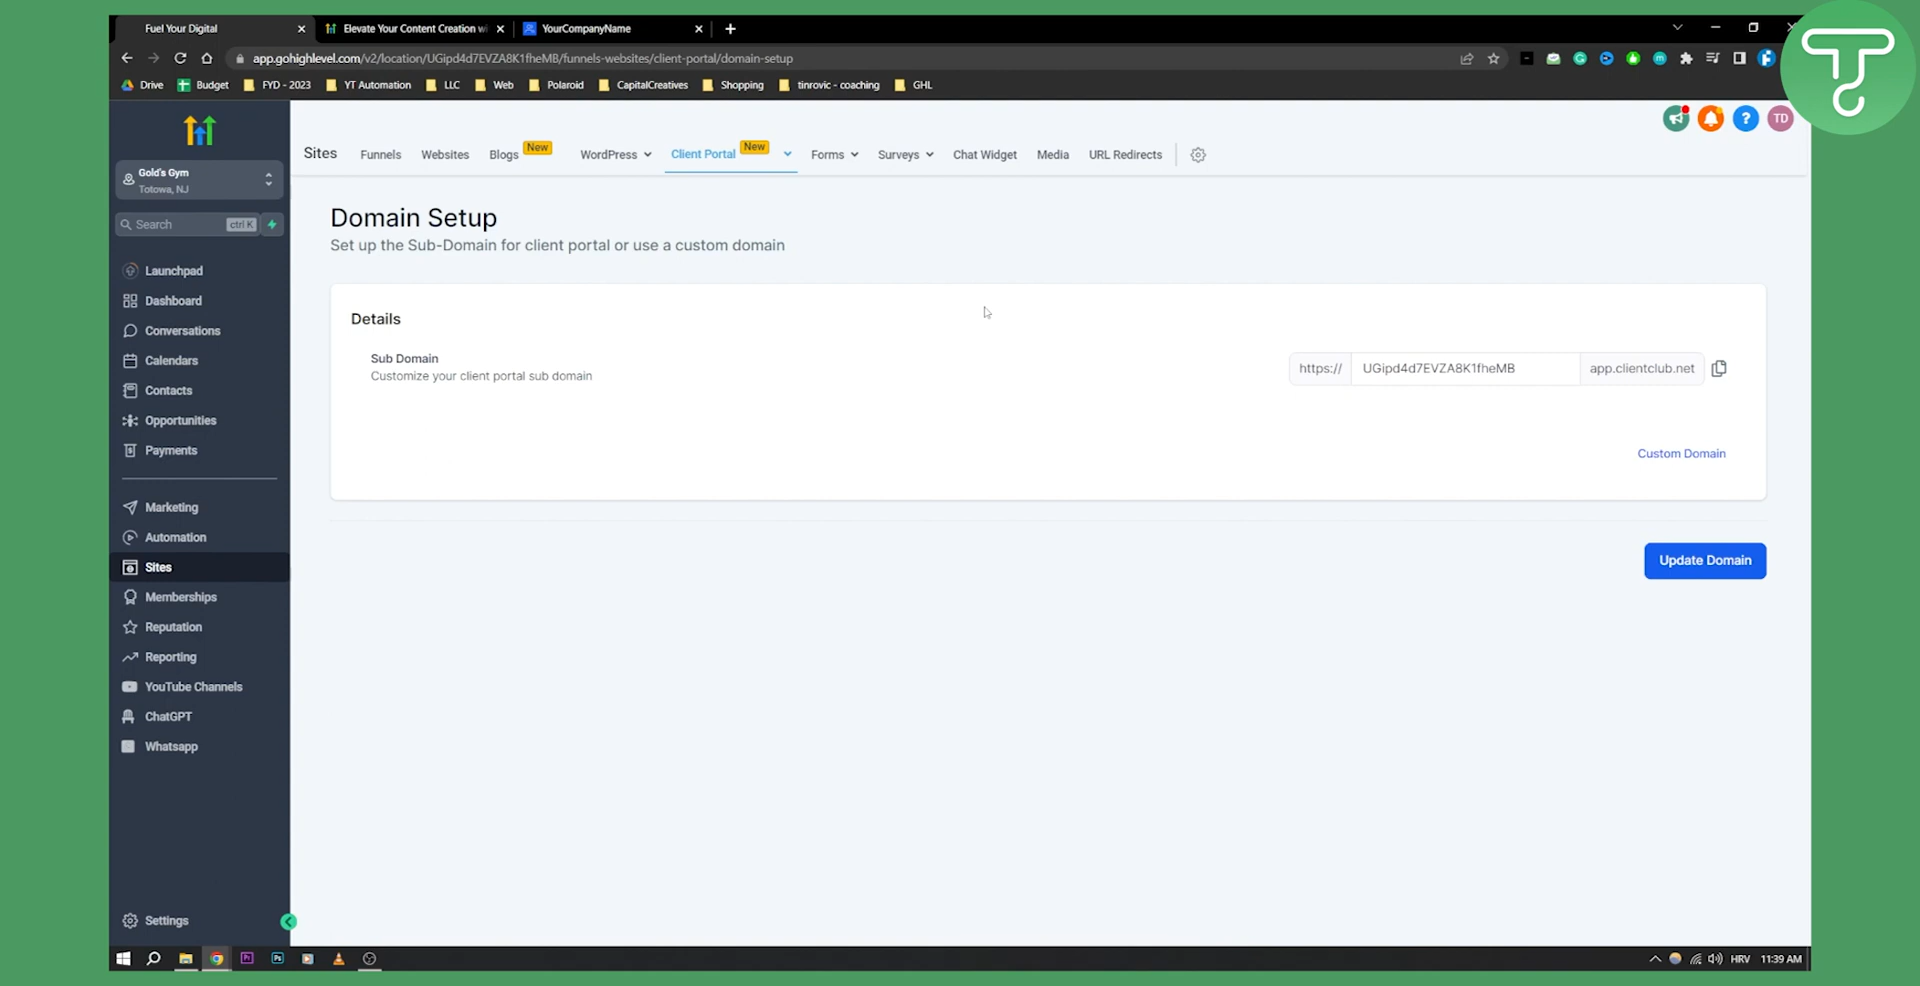 Fuel Your Digital
Elevate Your Content Creation wi
YourCompanyName
app.gohighlevel.com/v2/location/UGipd4d7EVZA8K1fheMB/funnels-websites/client-portal/domain-setup
Drive
Budget
FYD - 2023
YT Automation
LLC
Web
Polaroid
CapitalCreatives
Shopping
tinrovic - coaching
GHL
TD
Gold's Gym
Totowa, NJ
Search
ctrl K
Launchpad
Dashboard
Conversations
Calendars
Contacts
Opportunities
Payments
Marketing
Automation
Sites
Memberships
Reputation
Reporting
YouTube Channels
ChatGPT
Whatsapp
Settings
Sites
Funnels
Websites
Blogs
New
WordPress
Client Portal
New
Forms
Surveys
Chat Widget
Media
URL Redirects
Domain Setup
Set up the Sub-Domain for client portal or use a custom domain
Details
Sub Domain
Customize your client portal sub domain
https://
UGipd4d7EVZA8K1fheMB
app.clientclub.net
Custom Domain
Update Domain
Pr
Ps
HRV
11:39 AM